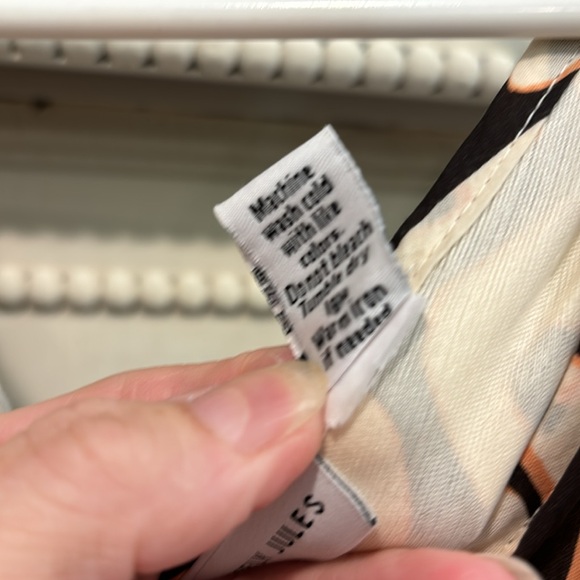 Machine
wash cold
with like
colors.
Do not bleach
Tumble dry
low
Warm iron
if needed
JULES